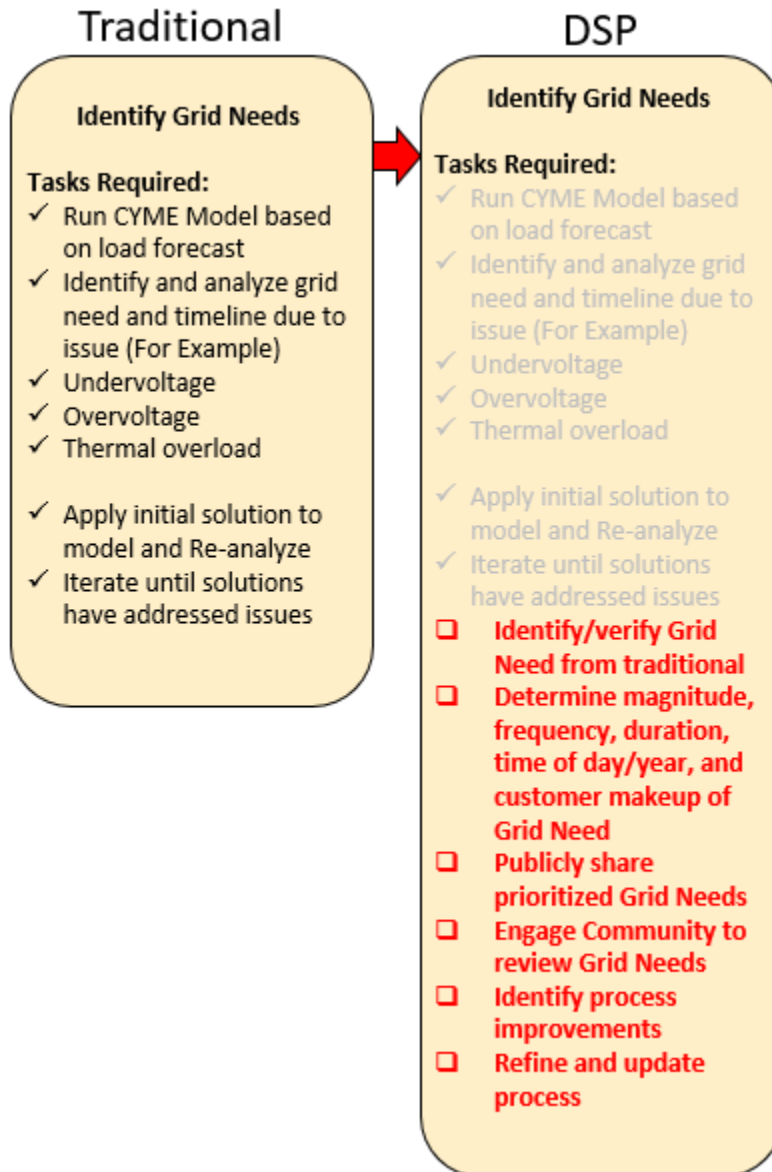 Traditional
Identify Grid Needs
Tasks Required:
✓ Run CYME Model based
on load forecast
✓ Identify and analyze grid
need and timeline due to
issue (For Example)
✓ Undervoltage
✓ Overvoltage
✓ Thermal overload
✓ Apply initial solution to
model and Re-analyze
✓ Iterate until solutions
have addressed issues
DSP
Identify Grid Needs
Tasks Required:
✓ Run CYME Model based
on load forecast
✓ Identify and analyze grid
need and timeline due to
issue (For Example)
✓ Undervoltage
✓ Overvoltage
✓ Thermal overload
✓ Apply initial solution to
model and Re-analyze
✓ Iterate until solutions
have addressed issues
❑ Identify/verify Grid
Need from traditional
❑ Determine magnitude,
frequency, duration,
time of day/year, and
customer makeup of
Grid Need
❑ Publicly share
prioritized Grid Needs
❑ Engage Community to
review Grid Needs
❑ Identify process
improvements
❑ Refine and update
process